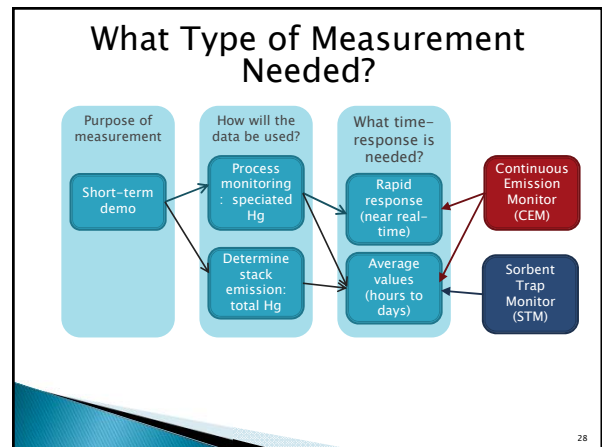 What Type of Measurement
Needed?
Purpose of
measurement
Short-term
demo
How will the
data be used?
Process
monitoring
: speciated
Hg
Determine
stack
emission:
total Hg
What time-
response is
needed?
Rapid
response
(near real-
time)
Average
values
(hours to
days)
Continuous
Emission
Monitor
(CEM)
Sorbent
Trap
Monitor
(STM)
28